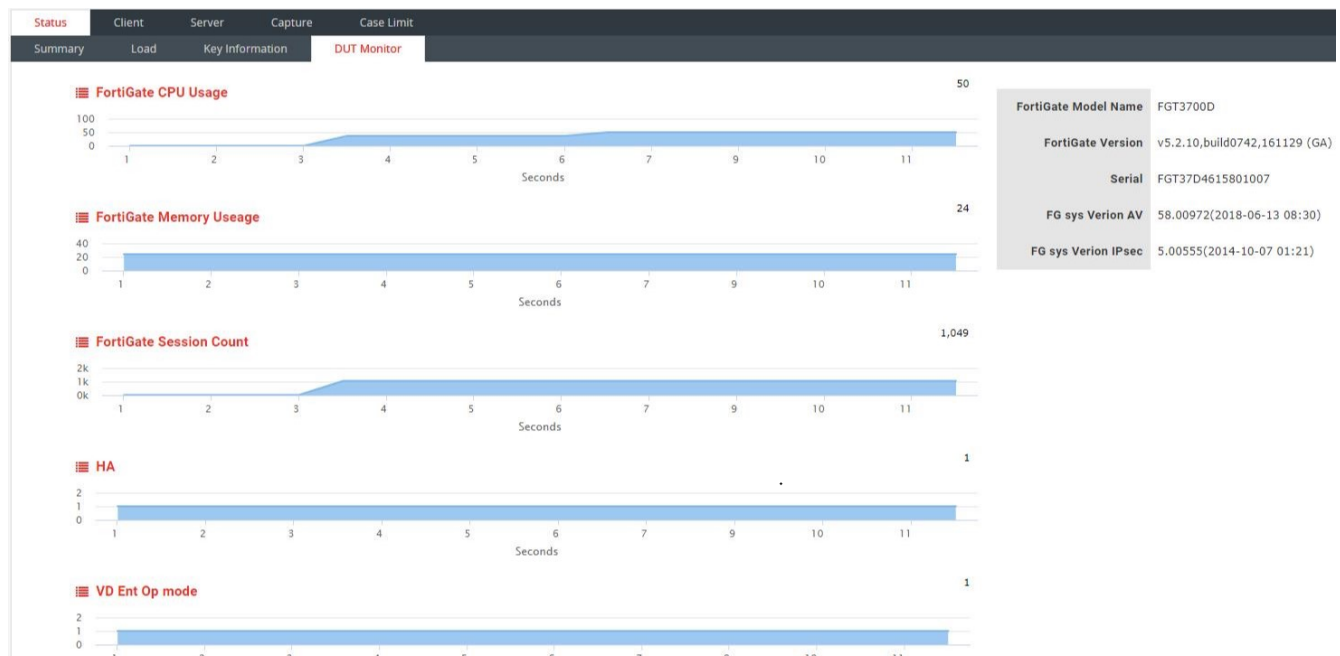 Status Client Server Capture Case Limit
Summary Load Key Information DUT Monitor
FortiGate CPU Usage 50
100
50
0
1 2 3 4 5 6 7 9 10 11
Seconds
FortiGate Memory Useage 24
40
20
0
1 2 3 4 5 6 7 9 10 11
Seconds
FortiGate Session Count 1,049
2k
1k
0k
1 2 3 4 5 6 7 9 10 11
Seconds
HA 1
2
1
0
1 2 3 4 5 6 7 9 10 11
Seconds
VD Ent Op mode 1
2
1
0
FortiGate Model Name FGT3700D
FortiGate Version v5.2.10,build0742,161129 (GA)
Serial FGT37D4615801007
FG sys Verion AV 58.00972(2018-06-13 08:30)
FG sys Verion IPsec 5.00555(2014-10-07 01:21)